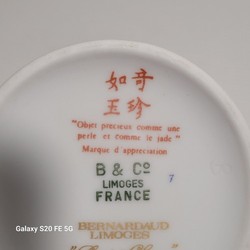 如奇
玉珍
"Objet precieux comme une
perle et comme le jade"
Marque d'appreciation
B & Co
LIMOGES
FRANCE
7
BERNARDAUD
LIMOGES
Galaxy S20 FE 5G